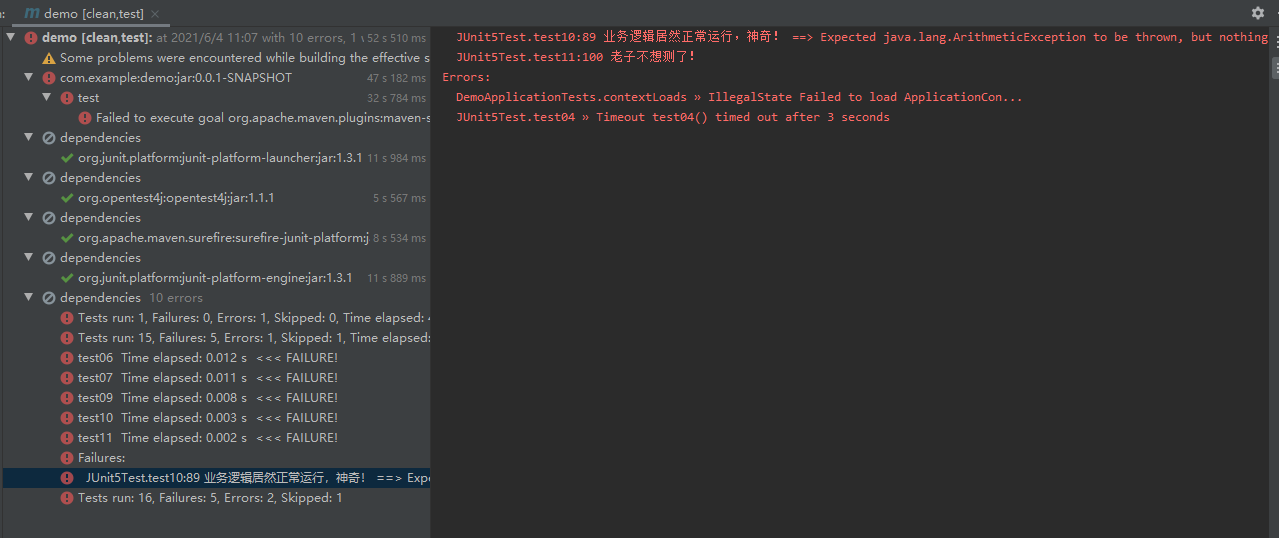 demo [clean,test] ×
demo [clean,test]: at 2021/6/4 11:07 with 10 errors, 1 52 s 510 ms
Some problems were encountered while building the effective s
com.example:demo:jar:0.0.1-SNAPSHOT 47 s 182 ms
test 32 s 784 ms
Failed to execute goal org.apache.maven.plugins:maven-s
dependencies
org.junit.platform:junit-platform-launcher:jar:1.3.1 11 s 984 ms
dependencies
org.opentest4j:opentest4j:jar:1.1.1 5 s 567 ms
dependencies
org.apache.maven.surefire:surefire-junit-platform:j 8 s 534 ms
dependencies
org.junit.platform:junit-platform-engine:jar:1.3.1 11 s 889 ms
dependencies 10 errors
Tests run: 1, Failures: 0, Errors: 1, Skipped: 0, Time elapsed:
Tests run: 15, Failures: 5, Errors: 1, Skipped: 1, Time elapsed:
test06 Time elapsed: 0.012 s <<< FAILURE!
test07 Time elapsed: 0.011 s <<< FAILURE!
test09 Time elapsed: 0.008 s <<< FAILURE!
test10 Time elapsed: 0.003 s <<< FAILURE!
test11 Time elapsed: 0.002 s <<< FAILURE!
Failures:
JUnit5Test.test10:89 业务逻辑居然正常运行，神奇！ ==> Expe
Tests run: 16, Failures: 5, Errors: 2, Skipped: 1
JUnit5Test.test10:89 业务逻辑居然正常运行，神奇！ ==> Expected java.lang.ArithmeticException to be thrown, but nothing
JUnit5Test.test11:100 老子不想测了！
Errors:
DemoApplicationTests.contextLoads » IllegalState Failed to load ApplicationCon...
JUnit5Test.test04 » Timeout test04() timed out after 3 seconds